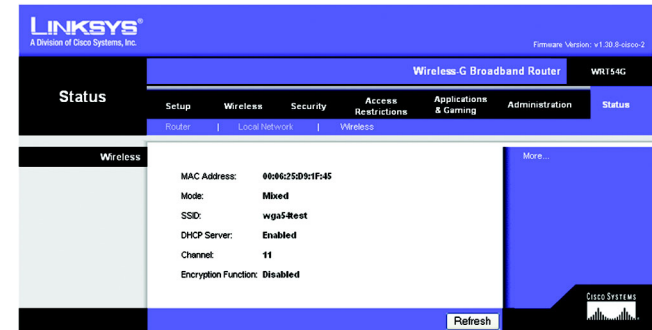 LINKSYS®
A Division of Cisco Systems, Inc.
Firmware Version: v1.30.8-cisco-2
Wireless-G Broadband Router WRT54G
Status
Setup Wireless Security Access Restrictions Applications & Gaming Administration Status
Router | Local Network | Wireless
Wireless
More...
MAC Address: 00:06:25:D9:1F:45
Mode: Mixed
SSID: wga54test
DHCP Server: Enabled
Channel: 11
Encryption Function: Disabled
CISCO SYSTEMS
Refresh